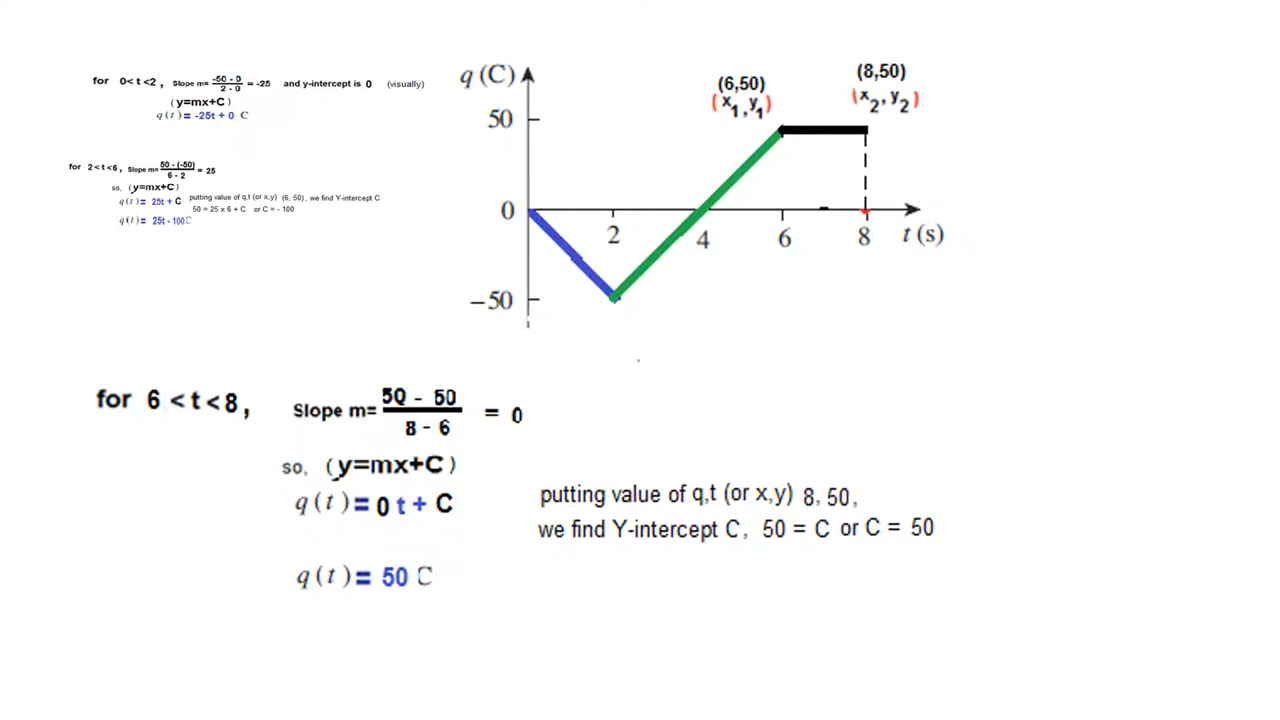 for 0< t <2 , Slope m= -50 - 0 / 2 - 0 = -25 and y-intercept is 0 (visually)
(y=mx+C)
q(t) = -25t + 0 C
for 2 < t < 6 , Slope m= 50 - (-50) / 6 - 2 = 25
so, (y=mx+C)
q(t) = 25t + C putting value of q,t (or x,y) (6, 50), we find Y-intercept C
50 = 25 x 6 + C or C = - 100
q(t) = 25t - 100 C
q (C)
(6,50)
(x1,y1)
(8,50)
(x2,y2)
50
0
2
4
6
8
t (s)
−50
for 6 < t < 8 , Slope m= 50 - 50 / 8 - 6 = 0
so, (y=mx+C)
q(t) = 0 t + C
putting value of q,t (or x,y) 8, 50,
we find Y-intercept C, 50 = C or C = 50
q(t) = 50 C